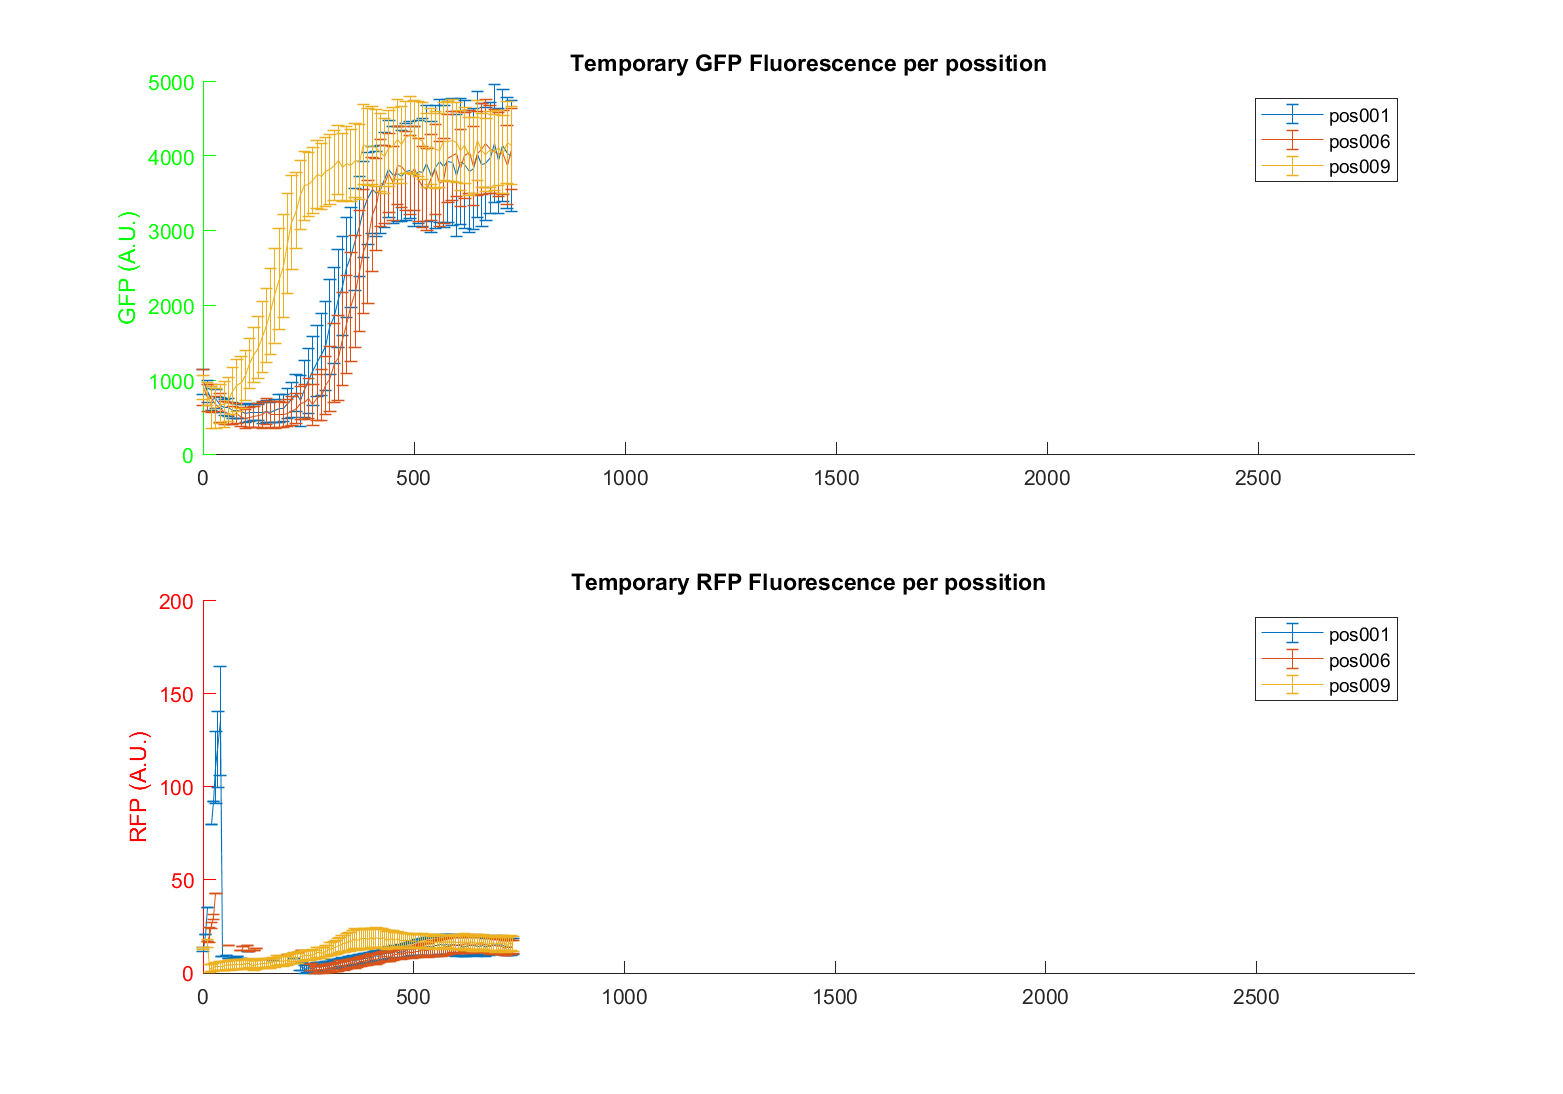 Temporary GFP Fluorescence per possition
5000
4000
3000
2000
1000
0
GFP (A.U.)
pos001
pos006
pos009
0 500 1000 1500 2000 2500
Temporary RFP Fluorescence per possition
200
150
100
50
0
RFP (A.U.)
pos001
pos006
pos009
0 500 1000 1500 2000 2500